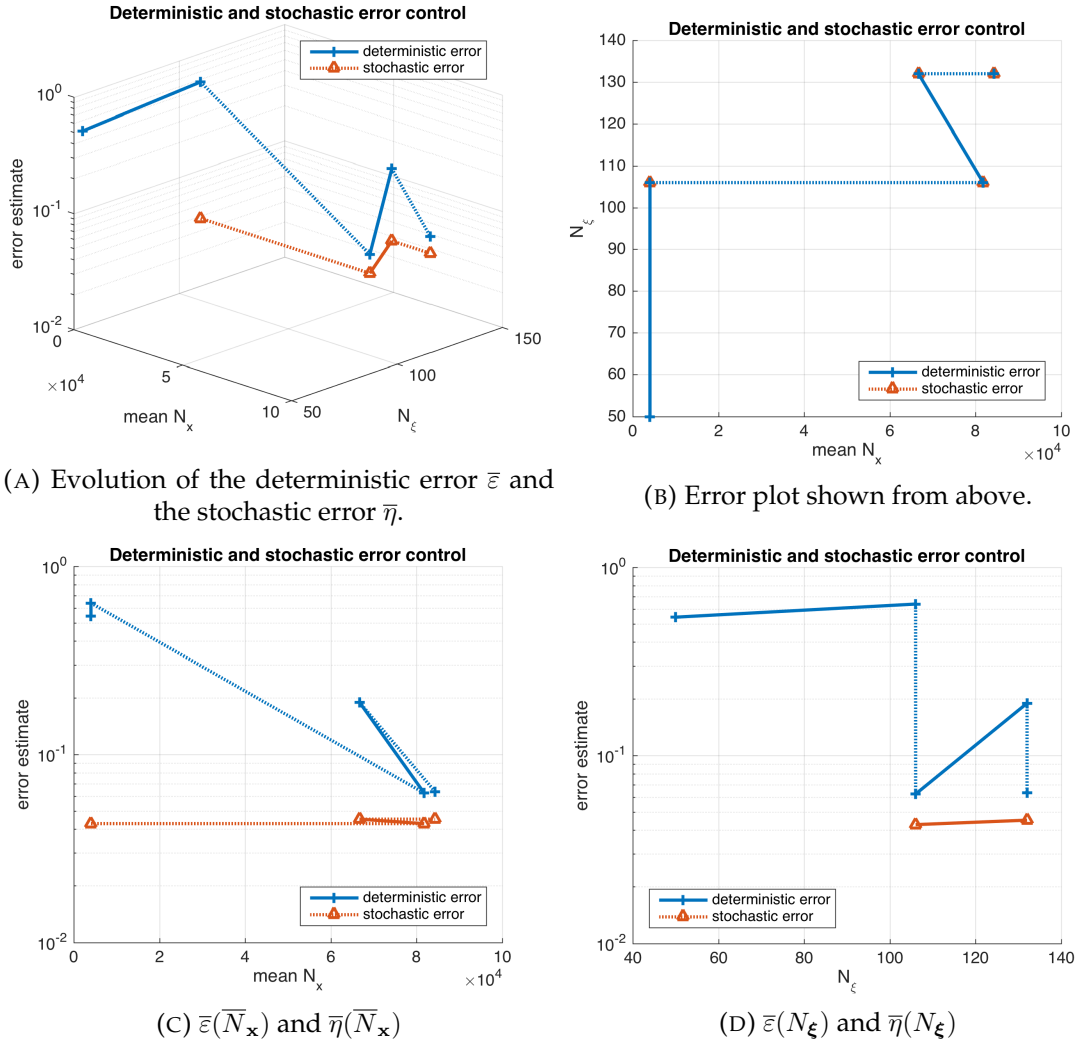 Deterministic and stochastic error control
deterministic error
stochastic error
10^0
10^-1
10^-2
error estimate
0
5
10
×10^4
mean N_x
50
100
150
N_ξ
(A) Evolution of the deterministic error ε̅ and
the stochastic error η̅.
Deterministic and stochastic error control
140
130
120
110
100
90
80
70
60
50
N_ξ
deterministic error
stochastic error
0
2
4
6
8
10
mean N_x
×10^4
(B) Error plot shown from above.
Deterministic and stochastic error control
10^0
10^-1
10^-2
error estimate
deterministic error
stochastic error
0
2
4
6
8
10
mean N_x
×10^4
(C) ε̅(N̅_x) and η̅(N̅_x)
Deterministic and stochastic error control
10^0
10^-1
10^-2
error estimate
deterministic error
stochastic error
40
60
80
100
120
140
N_ξ
(D) ε̅(N_ξ) and η̅(N_ξ)